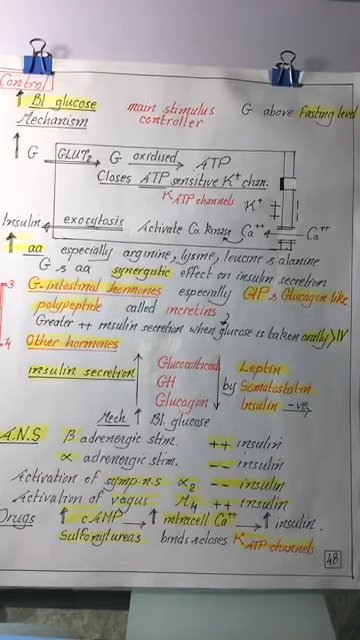 Control
↑ Bl. glucose main stimulus G above fasting level
Mechanism controller
↑ G GLUT2 G oxidised → ATP
Closes ATP sensitive K+ chan.
K ATP channels K+
Insulin exocytosis Activate Ca kinase Ca++ Ca++
↑ aa especially arginine, lysine, leucine & alanine
G & aa synergistic effect on insulin secretion
3 G. intestinal hormones especially GIP & Glucagon like
polypeptide called incretins
Greater ++ insulin secretion when glucose is taken orally > IV
4 Other hormones
insulin secretion ↑ Glucocorticoid ↓ by Leptin
GH Somatostatin
Glucagon Insulin -ve
Mech. ↑ Bl. glucose
A.N.S β adrenergic stim. ++ insulin
α adrenergic stim. -- insulin
Activation of symp.n.s α2 -- insulin
Activation of vagus M4 ++ insulin
Drugs ↑ cAMP → ↑ intracell Ca++ → ↑ insulin.
Sulfonylureas binds & closes K ATP channels
48